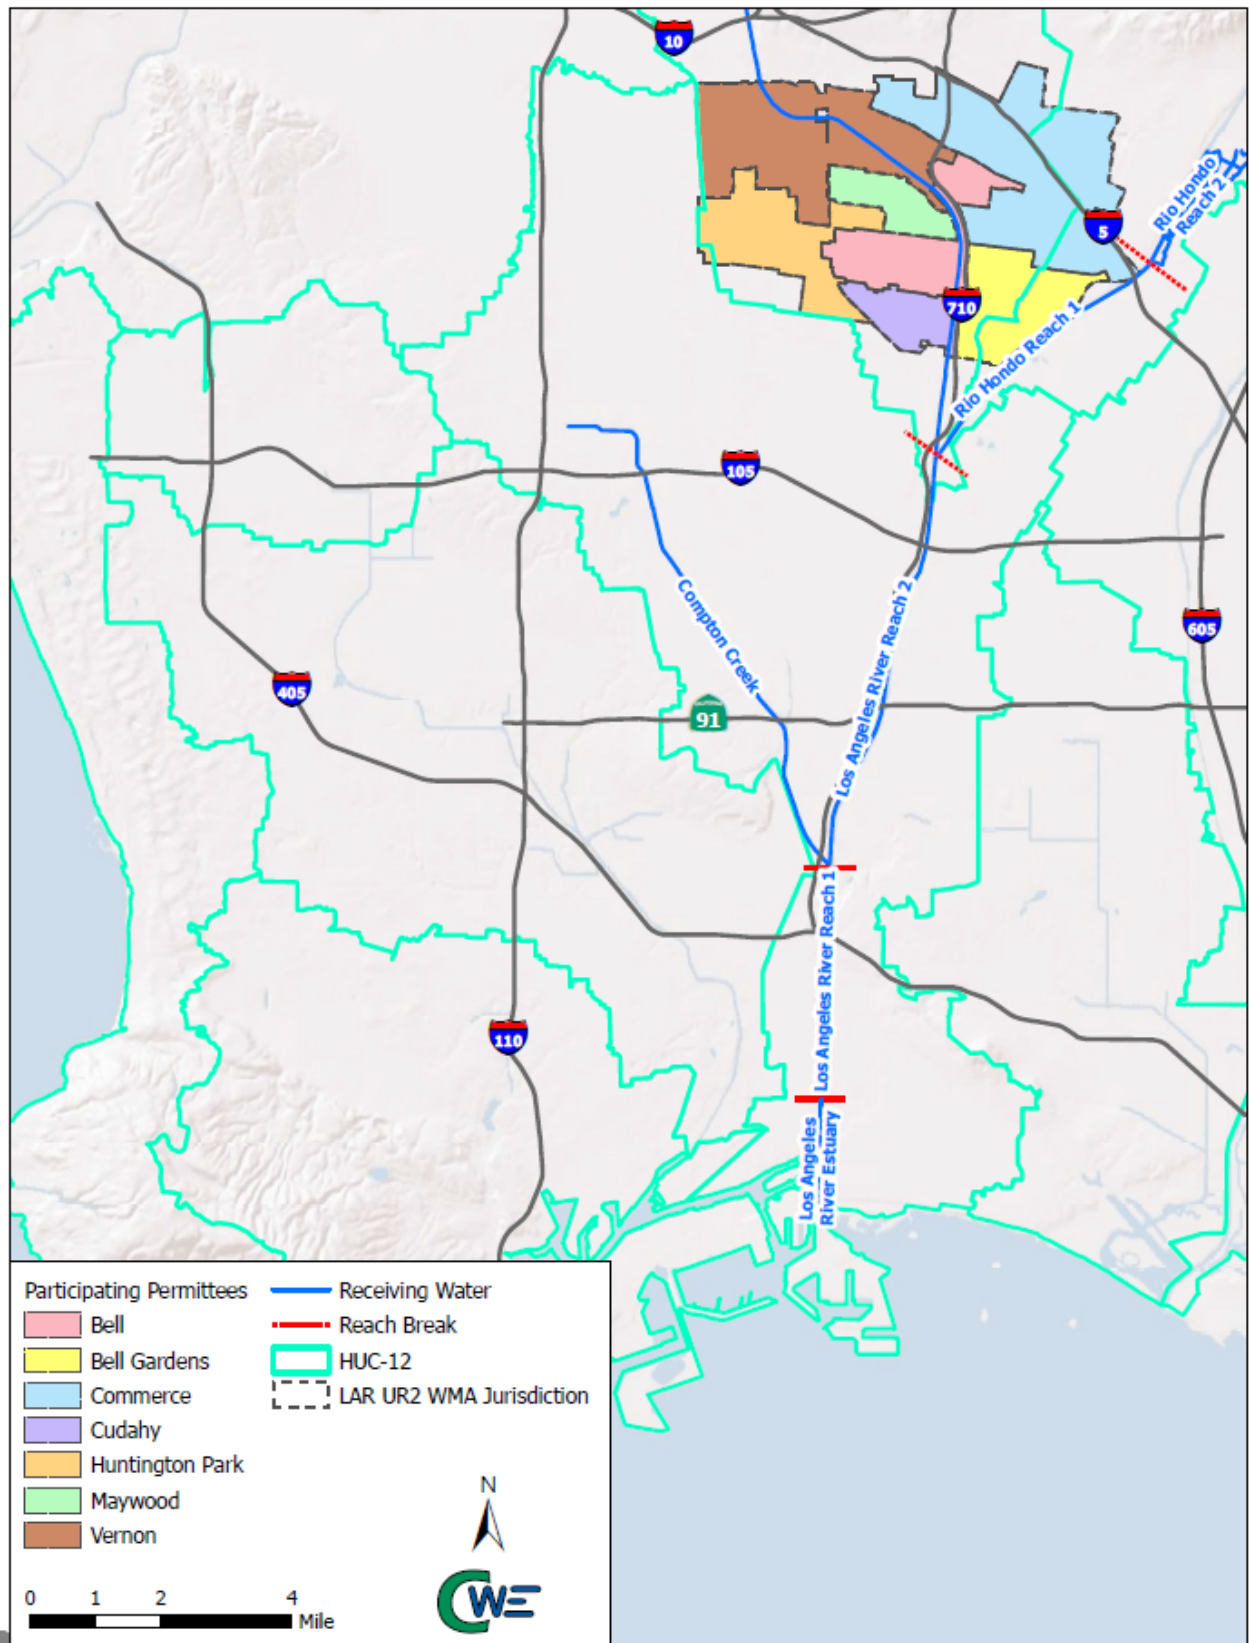 10
Rio Hondo
Reach 2
5
710
Rio Hondo Reach 1
105
Compton Creek
Los Angeles River Reach 2
605
405
91
Los Angeles River Reach 1
110
Los Angeles
River Estuary
Participating Permittees
Bell
Bell Gardens
Commerce
Cudahy
Huntington Park
Maywood
Vernon
Receiving Water
Reach Break
HUC-12
LAR UR2 WMA Jurisdiction
N
0 1 2 4
Mile
CWE